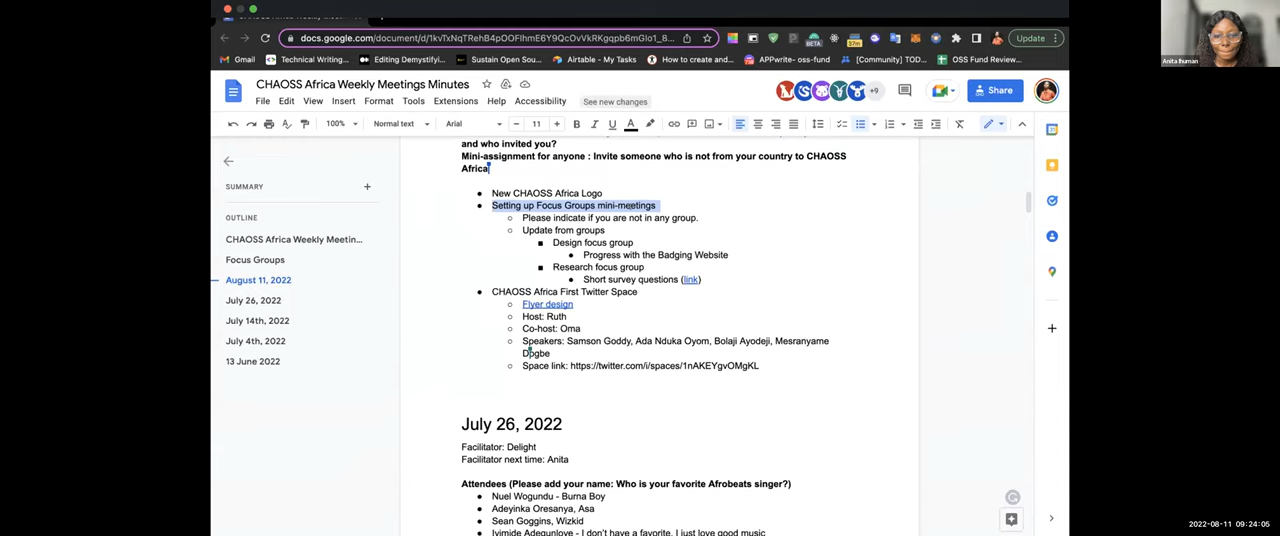 docs.google.com/document/d/1kvTxNqTRehB4pOOFlhmE6Y9QcOvVkRKgqpb6mGlo1_8...
BETA
37m
Update
Gmail
Using the Engineeri...
Technical Writing...
Editing Demystifyi...
Sustain Open Sou...
Airtable - My Tasks
How to create and...
APPwrite- oss-fund
[Community] TOD...
OSS Fund Review...
Anita Ihuman
CHAOSS Africa Weekly Meetings Minutes
File Edit View Insert Format Tools Extensions Help Accessibility
See new changes
+9
Share
100%
Normal text
Arial
11
and who invited you?
Mini-assignment for anyone : Invite someone who is not from your country to CHAOSS
Africa
SUMMARY
OUTLINE
CHAOSS Africa Weekly Meetin...
Focus Groups
August 11, 2022
July 26, 2022
July 14th, 2022
July 4th, 2022
13 June 2022
New CHAOSS Africa Logo
Setting up Focus Groups mini-meetings
Please indicate if you are not in any group.
Update from groups
Design focus group
Progress with the Badging Website
Research focus group
Short survey questions (link)
CHAOSS Africa First Twitter Space
Flyer design
Host: Ruth
Co-host: Oma
Speakers: Samson Goddy, Ada Nduka Oyom, Bolaji Ayodeji, Mesranyame
Dogbe
Space link: https://twitter.com/i/spaces/1nAKEYgvOMgKL
July 26, 2022
Facilitator: Delight
Facilitator next time: Anita
Attendees (Please add your name: Who is your favorite Afrobeats singer?)
Nuel Wogundu - Burna Boy
Adeyinka Oresanya, Asa
Sean Goggins, Wizkid
Iyimide Adegunloye - I don't have a favorite, I just love good music
2022-08-11 09:24:05